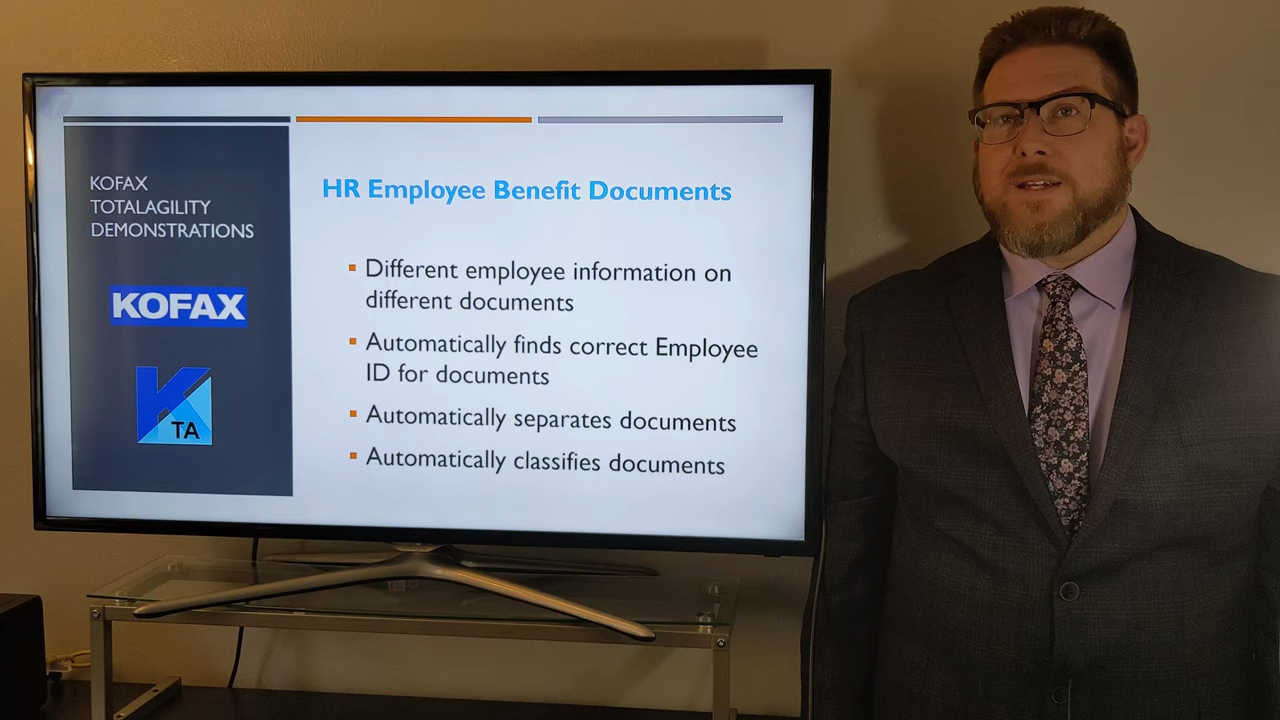 KOFAX
TOTALAGILITY
DEMONSTRATIONS
KOFAX
TA
HR Employee Benefit Documents
Different employee information on
different documents
Automatically finds correct Employee
ID for documents
Automatically separates documents
Automatically classifies documents